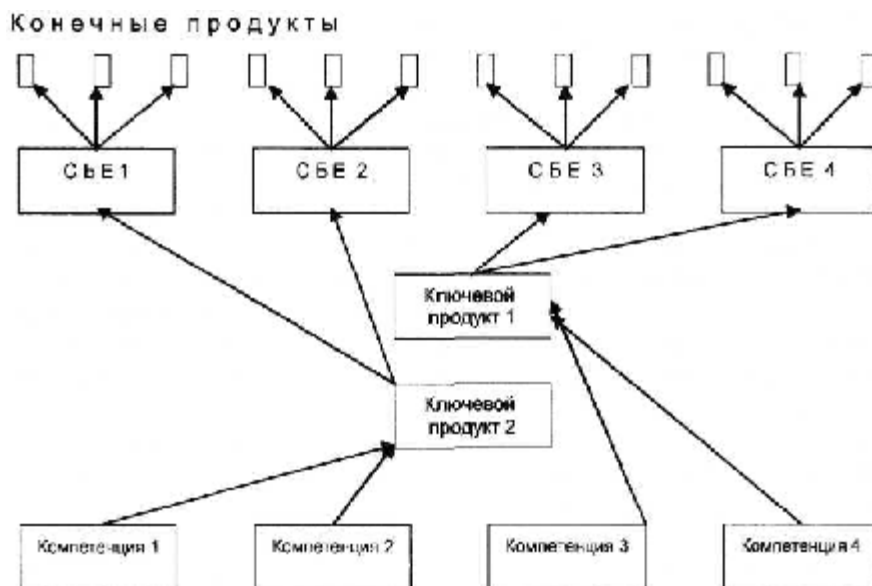 Конечные продукты
СБЕ 1
СБЕ 2
СБЕ 3
СБЕ 4
Ключевой
продукт 1
Ключевой
продукт 2
Компетенция 1
Компетенция 2
Компетенция 3
Компетенция 4